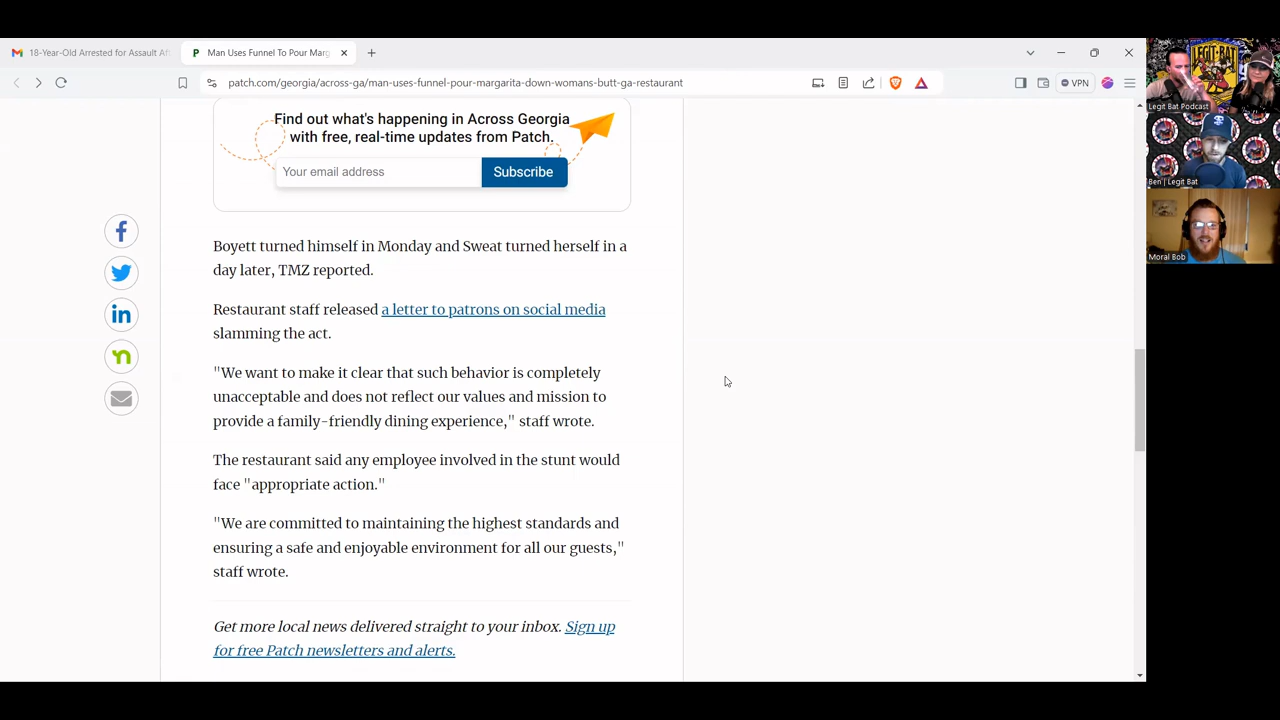 18-Year-Old Arrested for Assault Af
Man Uses Funnel To Pour Marg
patch.com/georgia/across-ga/man-uses-funnel-pour-margarita-down-womans-butt-ga-restaurant
VPN
Find out what's happening in Across Georgia
with free, real-time updates from Patch.
Your email address
Subscribe
Boyett turned himself in Monday and Sweat turned herself in a
day later, TMZ reported.
Restaurant staff released a letter to patrons on social media
slamming the act.
"We want to make it clear that such behavior is completely
unacceptable and does not reflect our values and mission to
provide a family-friendly dining experience," staff wrote.
The restaurant said any employee involved in the stunt would
face "appropriate action."
"We are committed to maintaining the highest standards and
ensuring a safe and enjoyable environment for all our guests,"
staff wrote.
Get more local news delivered straight to your inbox. Sign up
for free Patch newsletters and alerts.
LEGIT BAT
Legit Bat Podcast
Ben | Legit Bat
Moral Bob